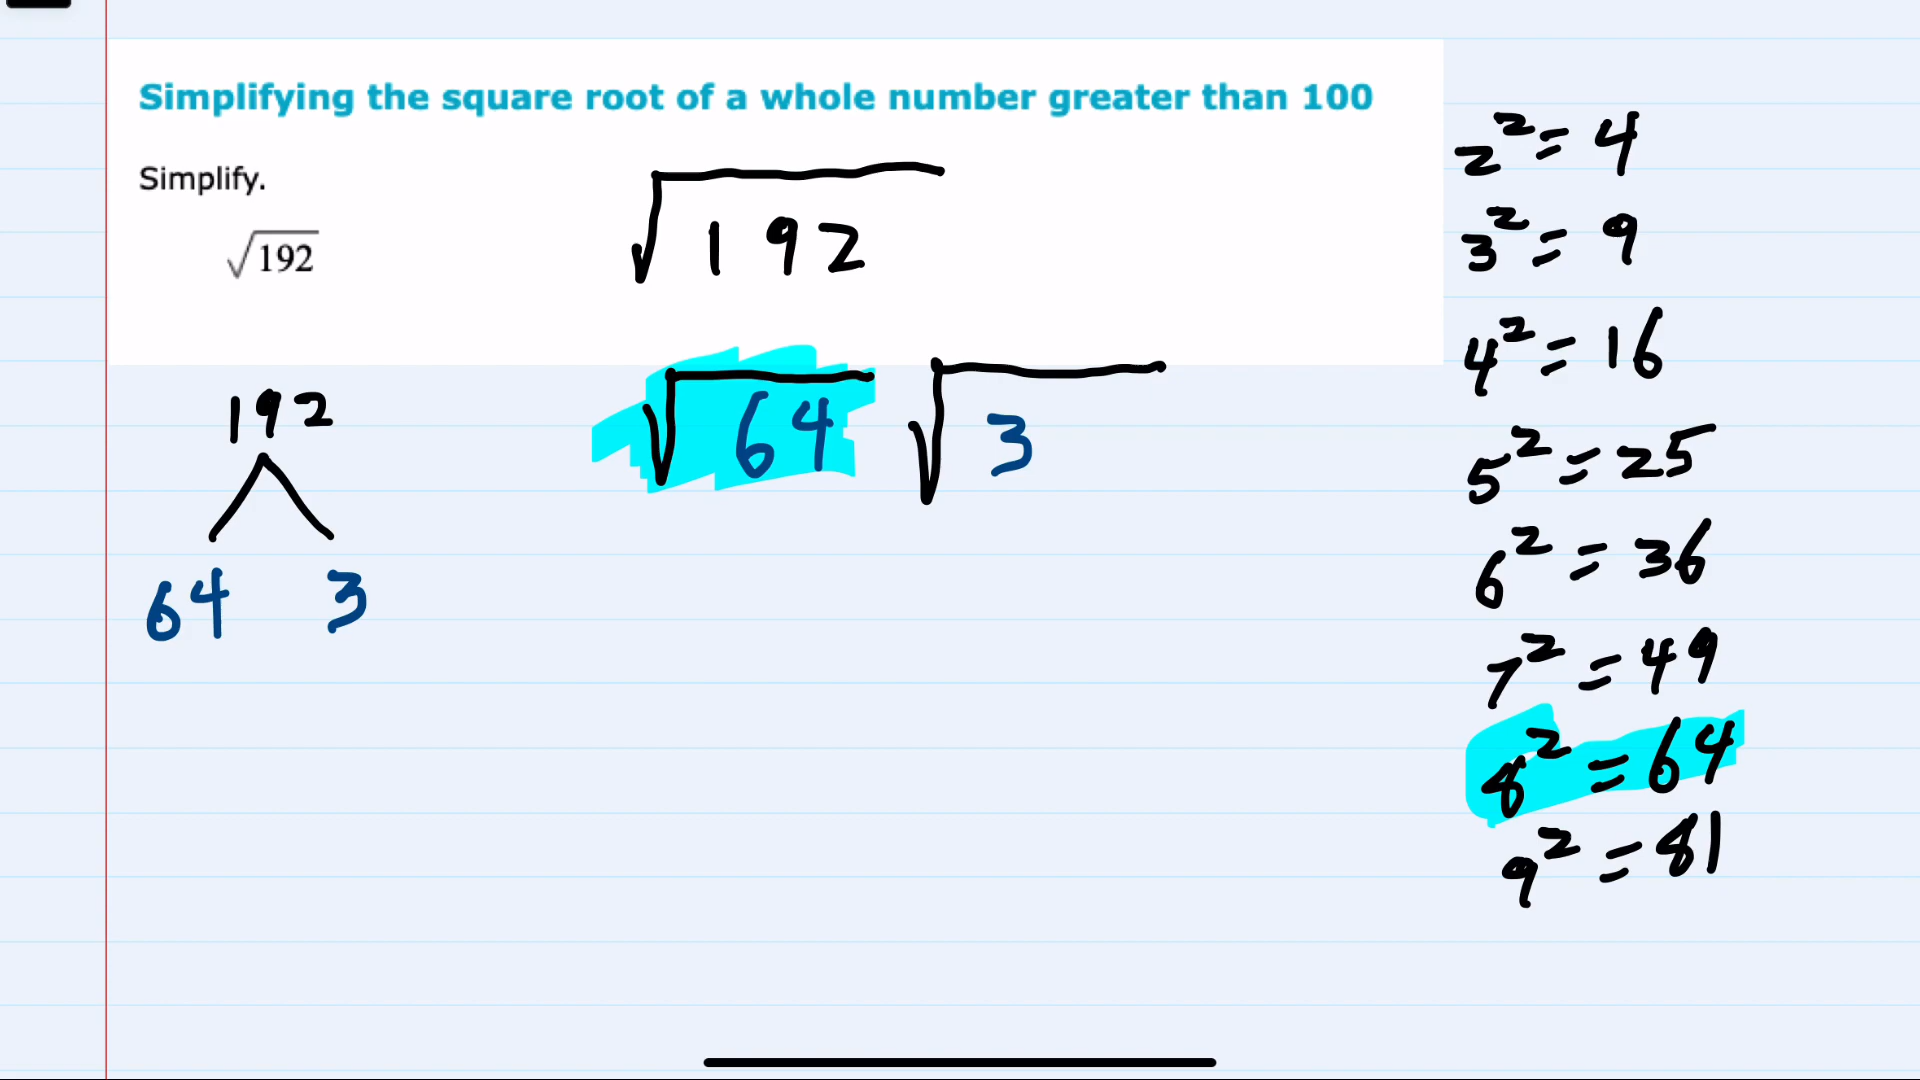 Simplifying the square root of a whole number greater than 100
Simplify.
√192
√192
192
64 3
√64 √3
2² = 4
3² = 9
4² = 16
5² = 25
6² = 36
7² = 49
8² = 64
9² = 81